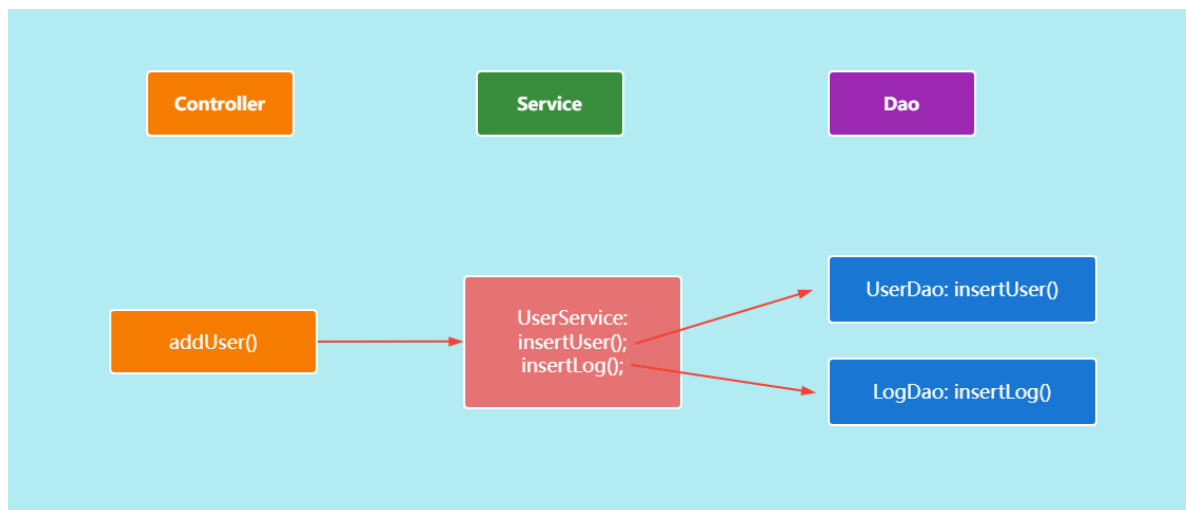 Controller
Service
Dao
addUser()
UserService:
insertUser();
insertLog();
UserDao: insertUser()
LogDao: insertLog()